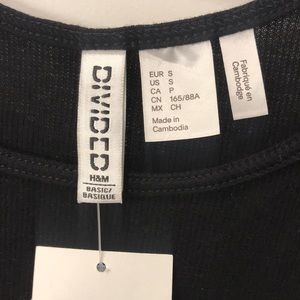 DIVIDED
H&M
BASIC/
BASIQUE
EUR S
US S
CA P
CN 165/88A
MX CH
Made in
Cambodia
Fabriqué en
Cambodge